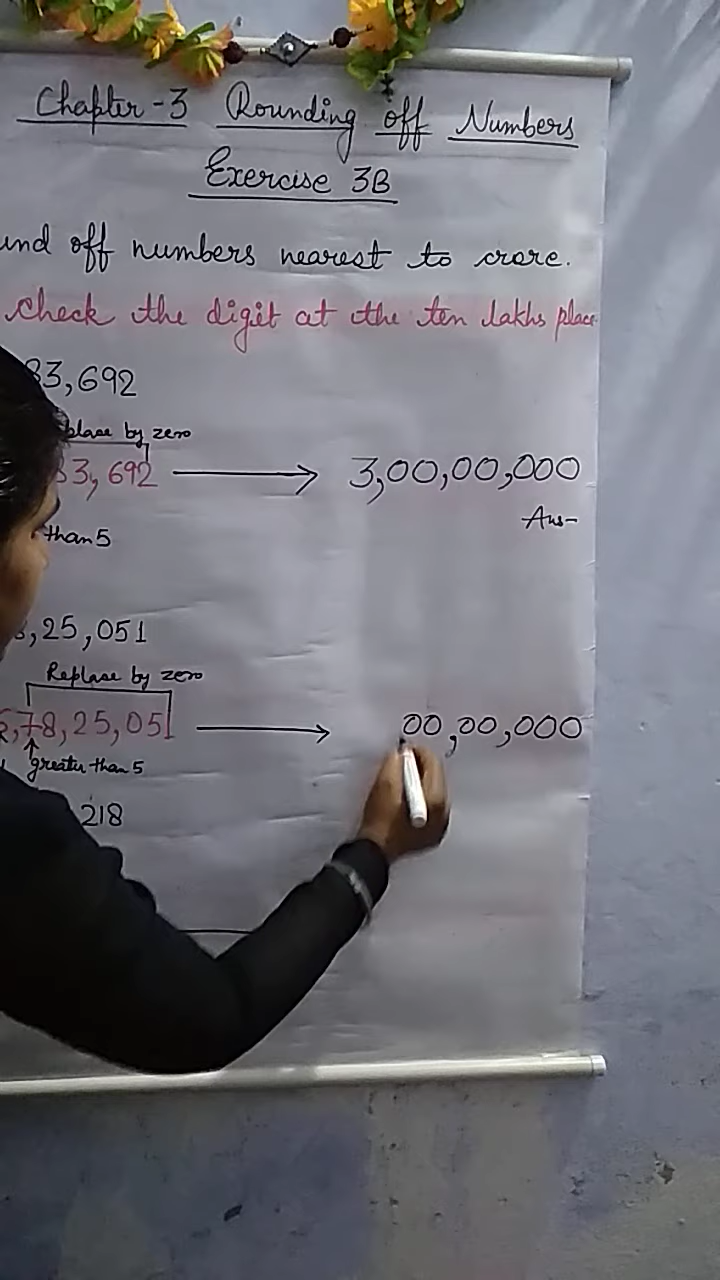 Chapter-3 Rounding off Numbers
Exercise 3B
und off numbers nearest to crore.
check the digit at the ten lakhs place
83,692
place by zero
83,692 → 3,00,00,000
Ans-
than 5
,25,051
Replase by zero
,78,25,051 → 00,00,000
greater than 5
218